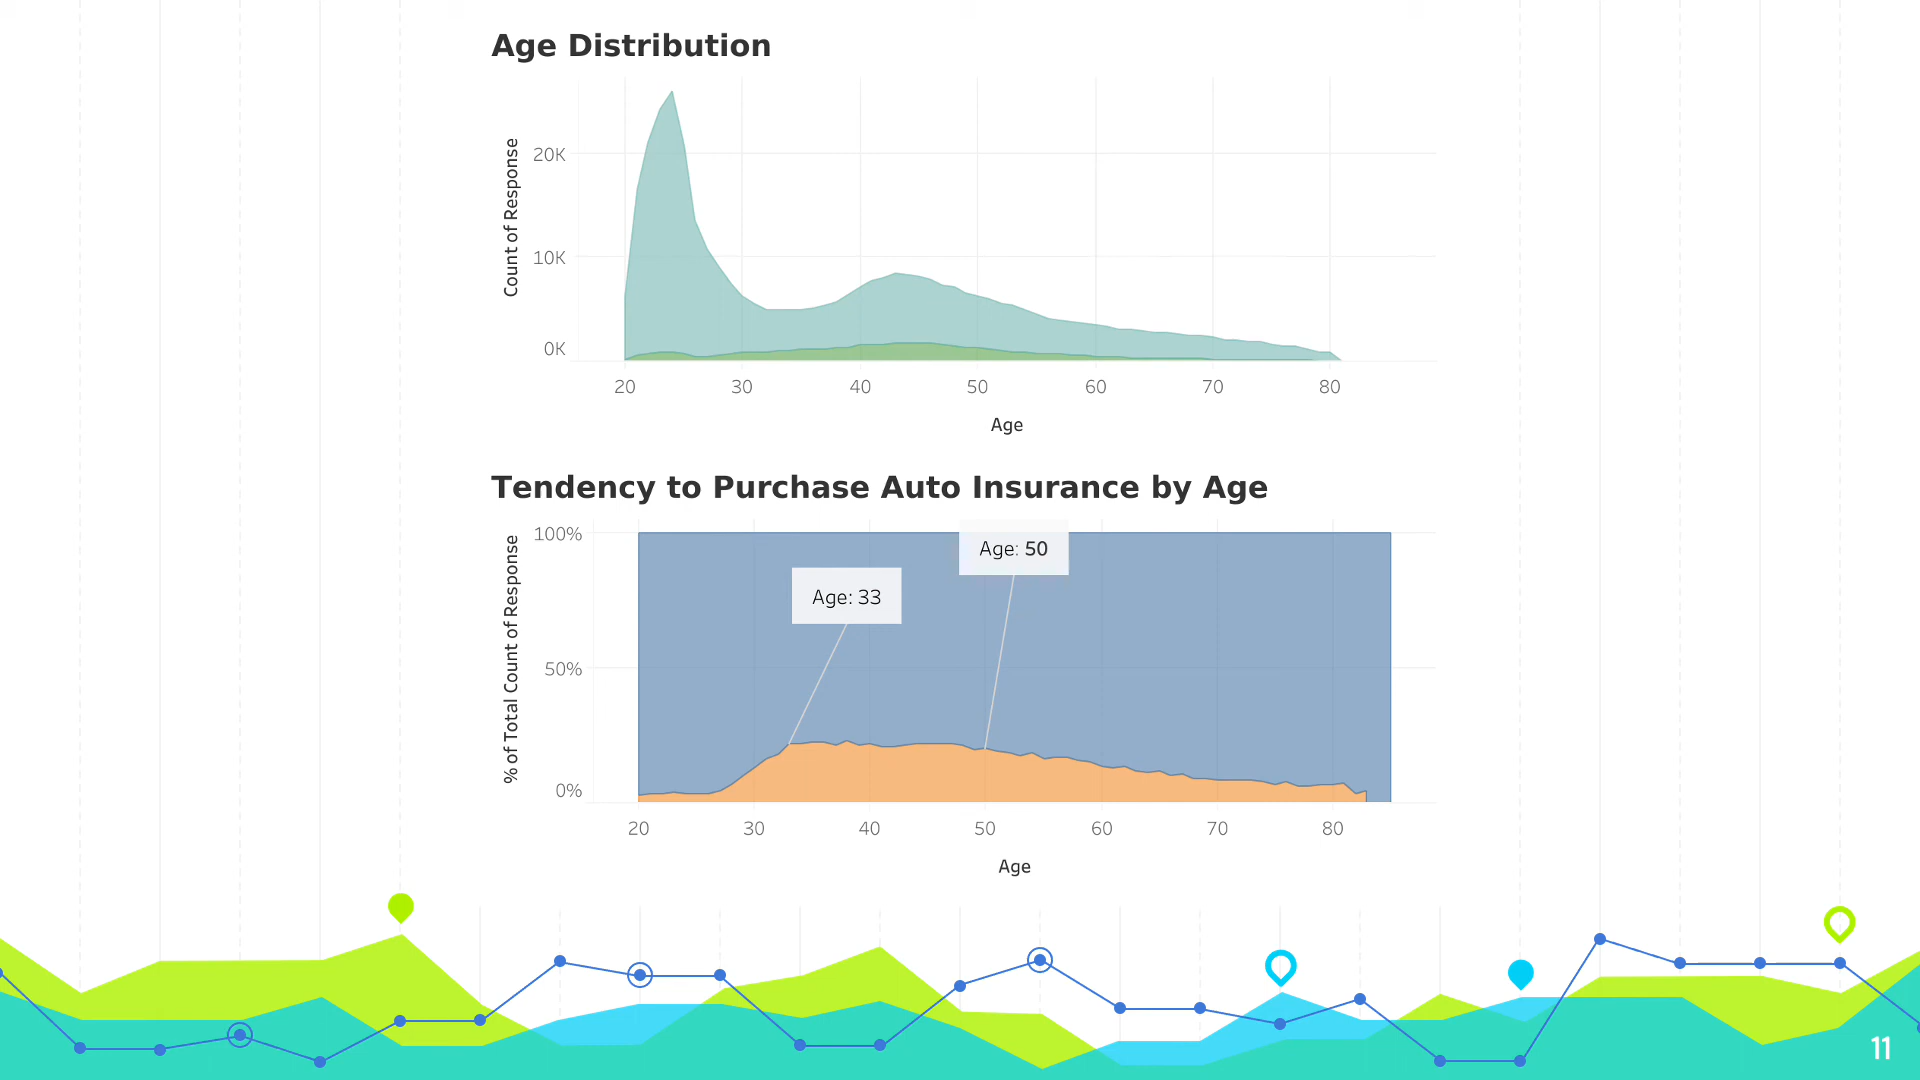 Age Distribution
Count of Response
20K
10K
0K
20 30 40 50 60 70 80
Age
Tendency to Purchase Auto Insurance by Age
% of Total Count of Response
100%
50%
0%
Age: 50
Age: 33
20 30 40 50 60 70 80
Age
11